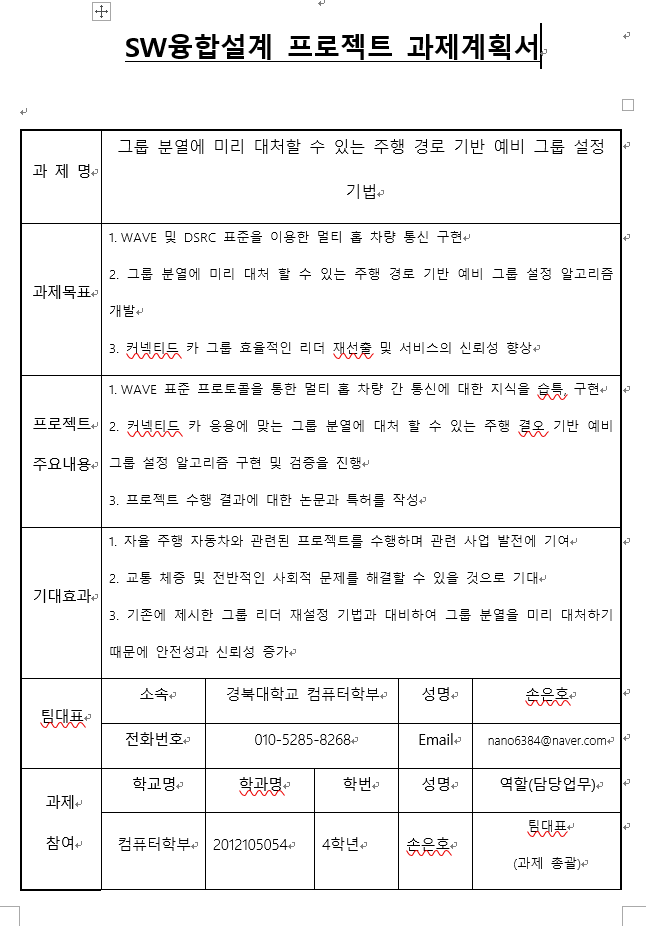 SW융합설계 프로젝트 과제계획서
과 제 명
그룹 분열에 미리 대처할 수 있는 주행 경로 기반 예비 그룹 설정
기법
과제목표
1. WAVE 및 DSRC 표준을 이용한 멀티 홉 차량 통신 구현
2. 그룹 분열에 미리 대처 할 수 있는 주행 경로 기반 예비 그룹 설정 알고리즘
개발
3. 커넥티드 카 그룹 효율적인 리더 재선출 및 서비스의 신뢰성 향상
프로젝트
주요내용
1. WAVE 표준 프로토콜을 통한 멀티 홉 차량 간 통신에 대한 지식을 습특, 구현
2. 커넥티드 카 응용에 맞는 그룹 분열에 대처 할 수 있는 주행 결오 기반 예비
그룹 설정 알고리즘 구현 및 검증을 진행
3. 프로젝트 수행 결과에 대한 논문과 특허를 작성
기대효과
1. 자율 주행 자동차와 관련된 프로젝트를 수행하며 관련 사업 발전에 기여
2. 교통 체증 및 전반적인 사회적 문제를 해결할 수 있을 것으로 기대
3. 기존에 제시한 그룹 리더 재설정 기법과 대비하여 그룹 분열을 미리 대처하기
때문에 안전성과 신뢰성 증가
팀대표
소속 경북대학교 컴퓨터학부 성명 손은호
전화번호 010-5285-8268 Email nano6384@naver.com
과제
참여
학교명 학과명 학번 성명 역할(담당업무)
컴퓨터학부 2012105054 4학년 손은호 팀대표
(과제 총괄)